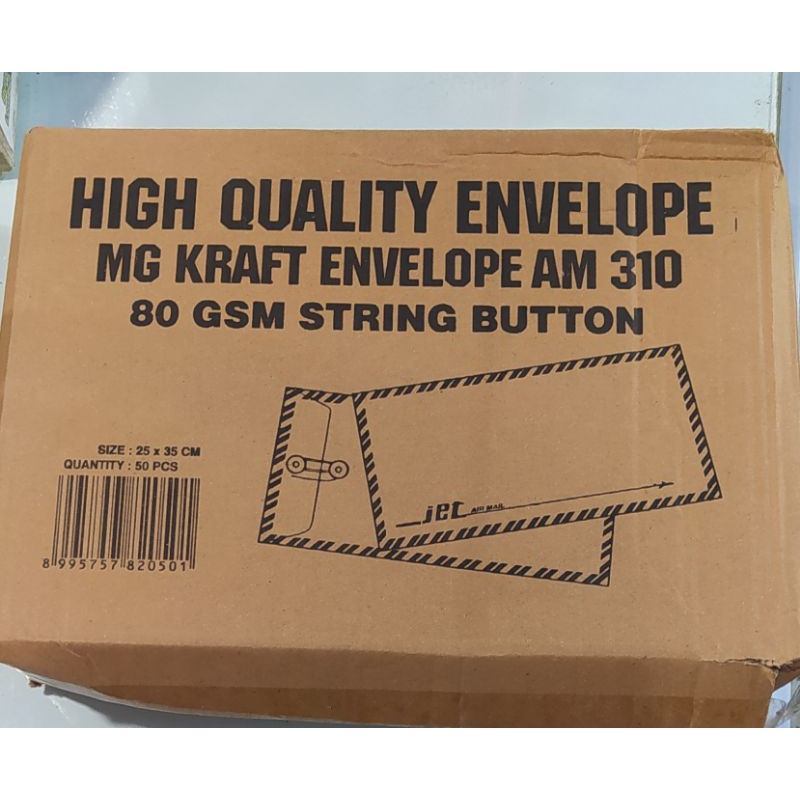 HIGH QUALITY ENVELOPE
MG KRAFT ENVELOPE AM 310
80 GSM STRING BUTTON
SIZE : 25 x 35 CM
QUANTITY : 50 PCS
8 995757 820501
jet AIR MAIL